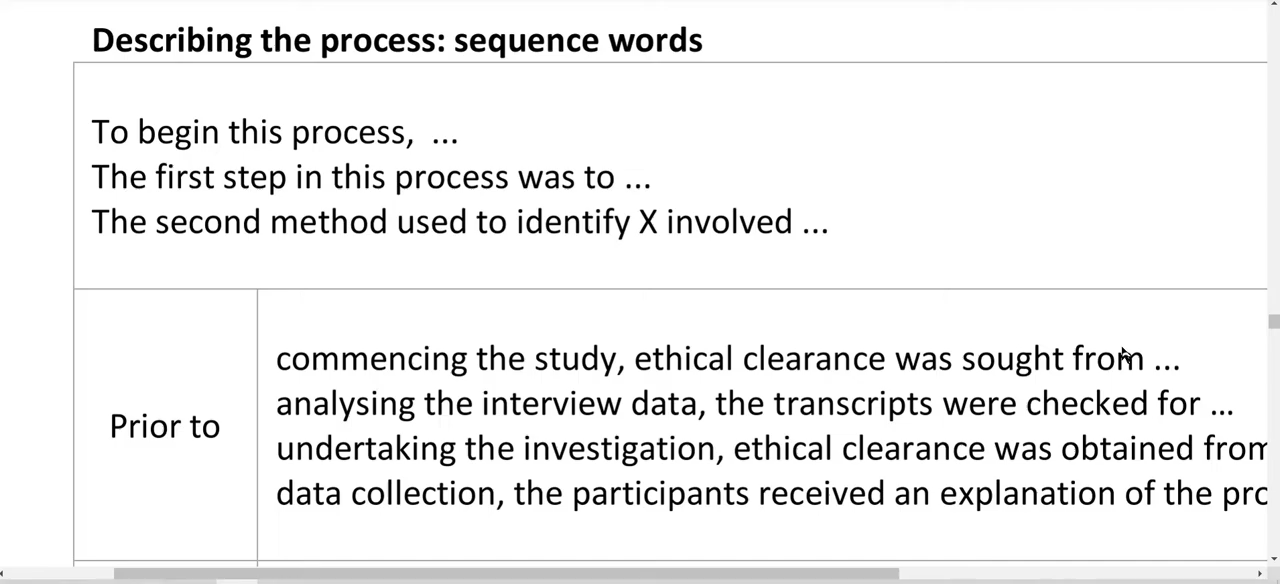 Describing the process: sequence words
To begin this process, ...
The first step in this process was to ...
The second method used to identify X involved ...
Prior to
commencing the study, ethical clearance was sought from ...
analysing the interview data, the transcripts were checked for ...
undertaking the investigation, ethical clearance was obtained from
data collection, the participants received an explanation of the